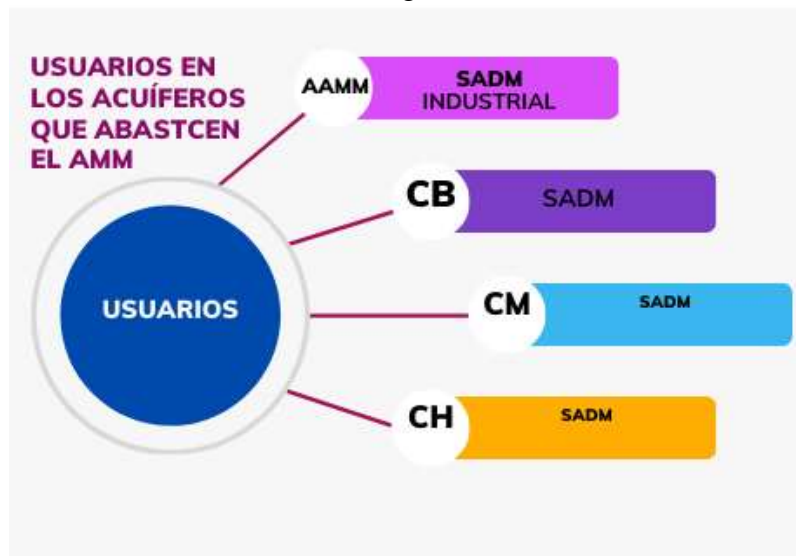 USUARIOS EN
LOS ACUÍFEROS
QUE ABASTCEN
EL AMM
AAMM
SADM
INDUSTRIAL
CB
SADM
USUARIOS
CM
SADM
CH
SADM